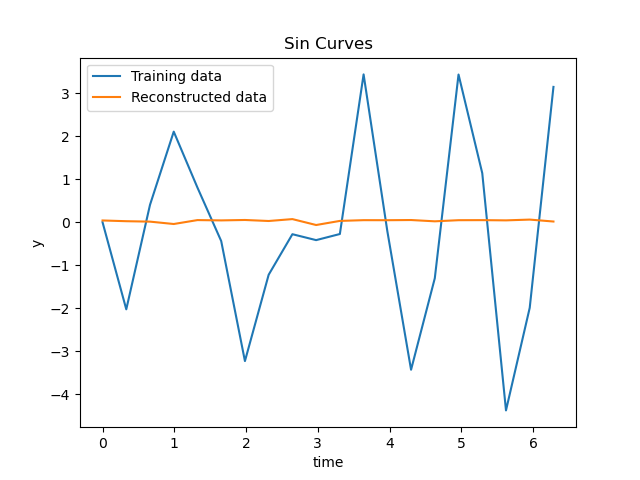 Sin Curves
Training data
Reconstructed data
3
2
1
0
−1
−2
−3
−4
y
0 1 2 3 4 5 6
time